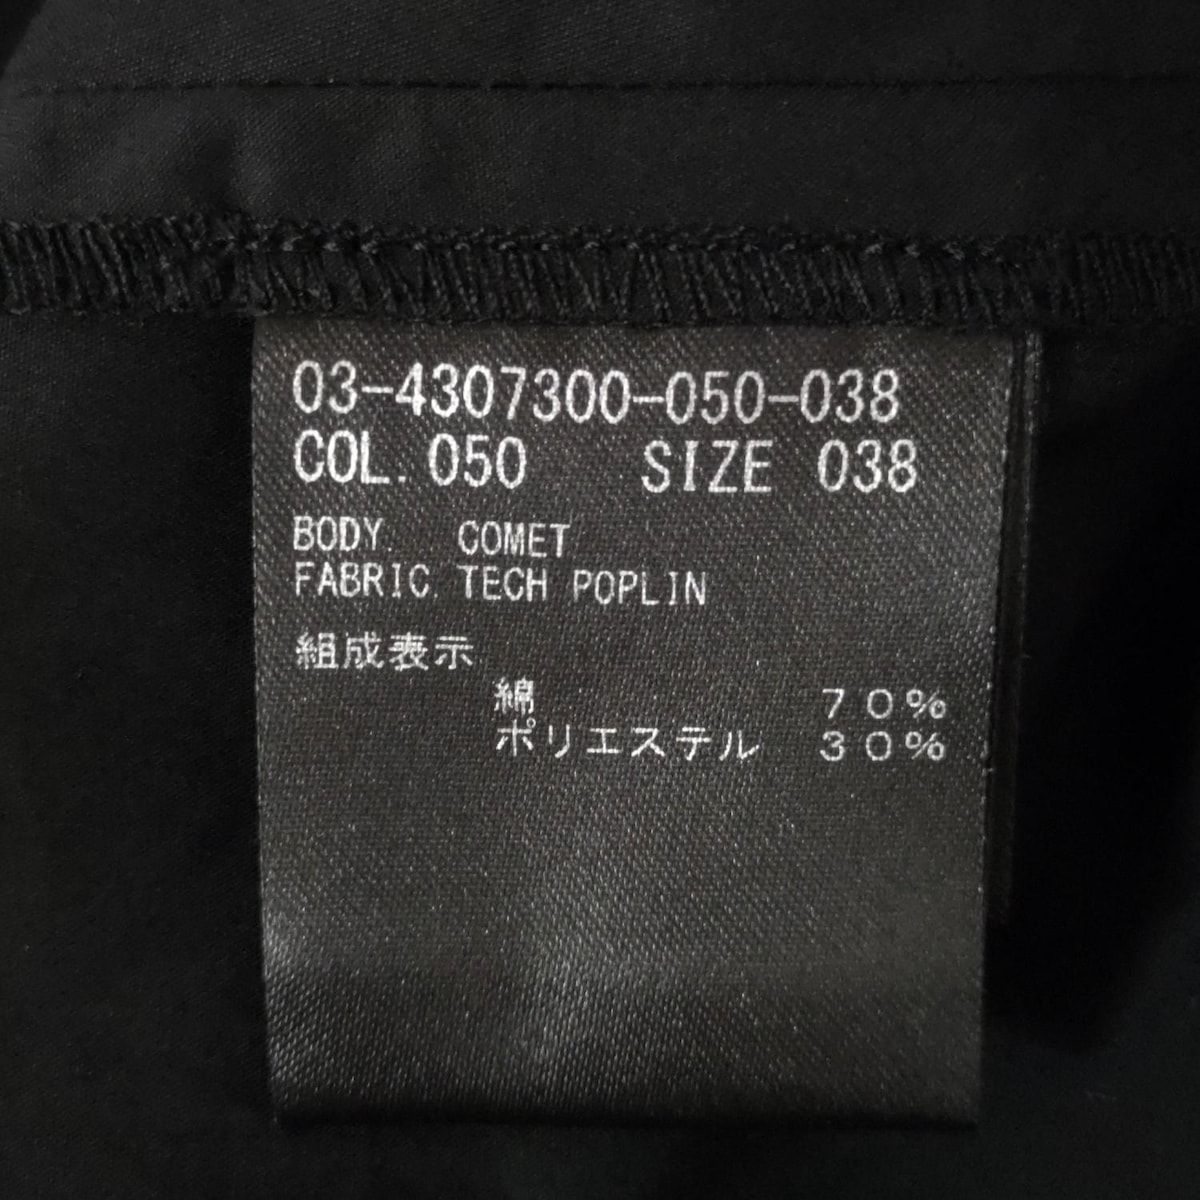 03-4307300-050-038
COL. 050 SIZE 038
BODY. COMET
FABRIC. TECH POPLIN
組成表示
綿 70%
ポリエステル 30%